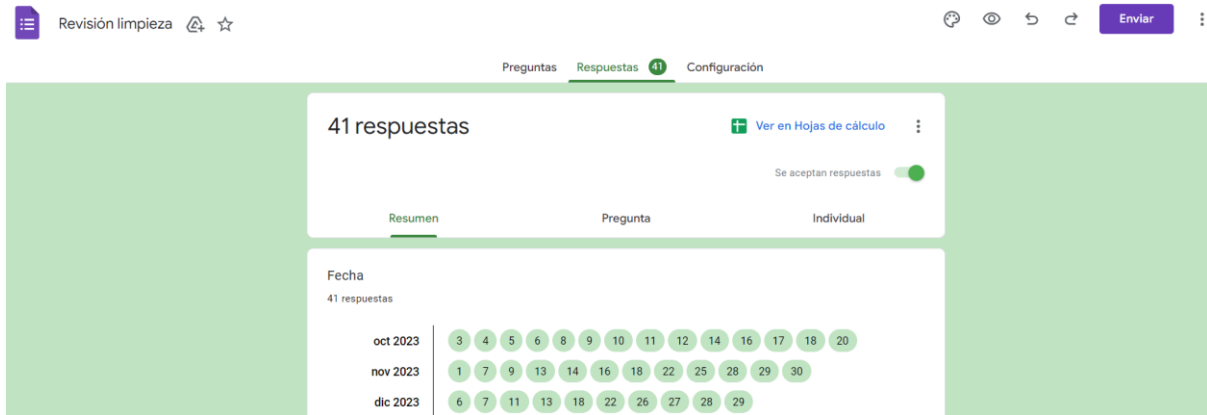 Revisión limpieza
Enviar
Preguntas Respuestas 41 Configuración
41 respuestas Ver en Hojas de cálculo
Se aceptan respuestas
Resumen Pregunta Individual
Fecha
41 respuestas
oct 2023 3 4 5 6 8 9 10 11 12 14 16 17 18 20
nov 2023 1 7 9 13 14 16 18 22 25 28 29 30
dic 2023 6 7 11 13 18 22 26 27 28 29